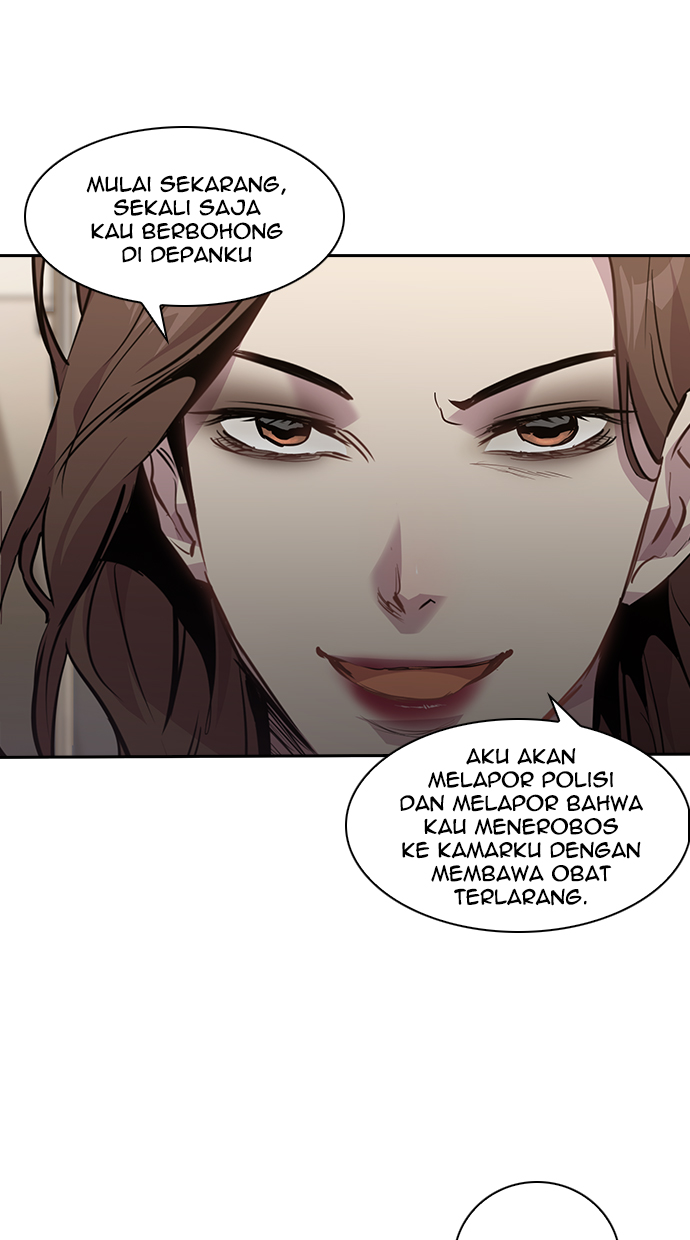 MULAI SEKARANG,
SEKALI SAJA
KAU BERBOHONG
DI DEPANKU
AKU AKAN
MELAPOR POLISI
DAN MELAPOR BAHWA
KAU MENEROBOS
KE KAMARKU DENGAN
MEMBAWA OBAT
TERLARANG.